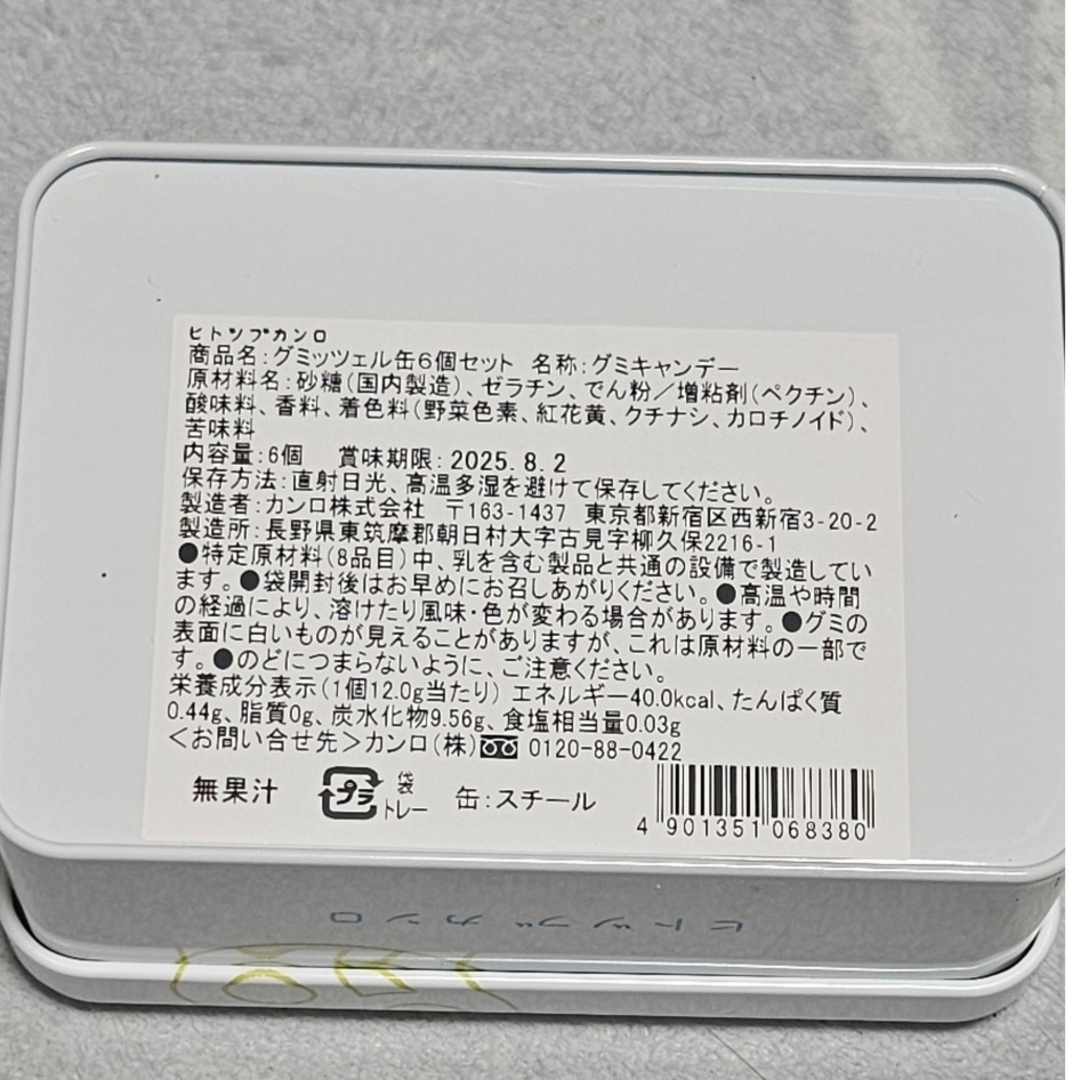 ヒトツブカンロ
商品名:グミッツェル缶6個セット 名称:グミキャンデー
原材料名:砂糖(国内製造)、ゼラチン、でん粉/増粘剤(ペクチン)、
酸味料、香料、着色料(野菜色素、紅花黄、クチナシ、カロチノイド)、
苦味料
内容量:6個 賞味期限:2025.8.2
保存方法:直射日光、高温多湿を避けて保存してください。
製造者:カンロ株式会社 〒163-1437 東京都新宿区西新宿3-20-2
製造所:長野県東筑摩郡朝日村大字古見字柳久保2216-1
●特定原材料(8品目)中、乳を含む製品と共通の設備で製造してい
ます。●袋開封後はお早めにお召しあがりください。●高温や時間
の経過により、溶けたり風味・色が変わる場合があります。●グミの
表面に白いものが見えることがありますが、これは原材料の一部で
す。●のどにつまらないように、ご注意ください。
栄養成分表示(1個12.0g当たり) エネルギー40.0kcal、たんぱく質
0.44g、脂質0g、炭水化物9.56g、食塩相当量0.03g
<お問い合せ先>カンロ(株) 0120-88-0422
無果汁 プラ 袋 トレー 缶:スチール
4 901351 068380
ヒトツブカンロ